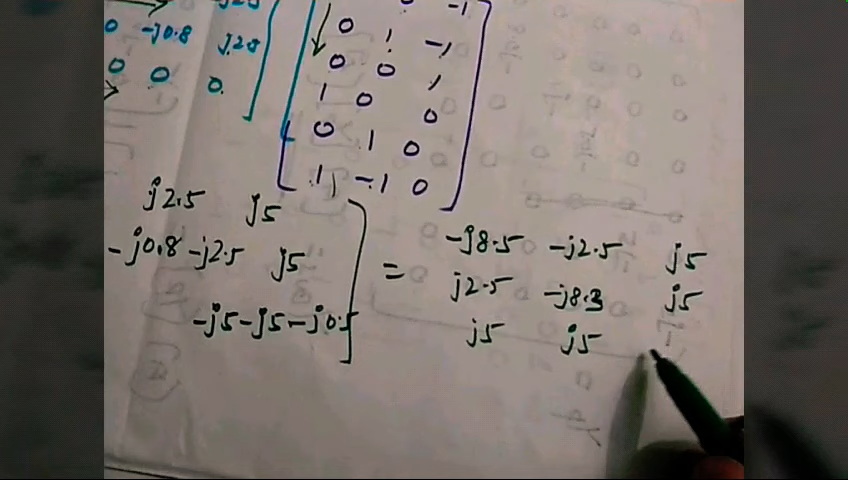 -1
0 -j0.8 j2.8
0 1 -1
0 0 0.
0 0 1
1 0 0
0 1 0
1 -1 0
j2.5 j5
-j0.8 -j2.5 j5
-j5-j5-j0.5
=
-j8.5 -j2.5 j5
j2.5 -j8.3 j5
j5 j5